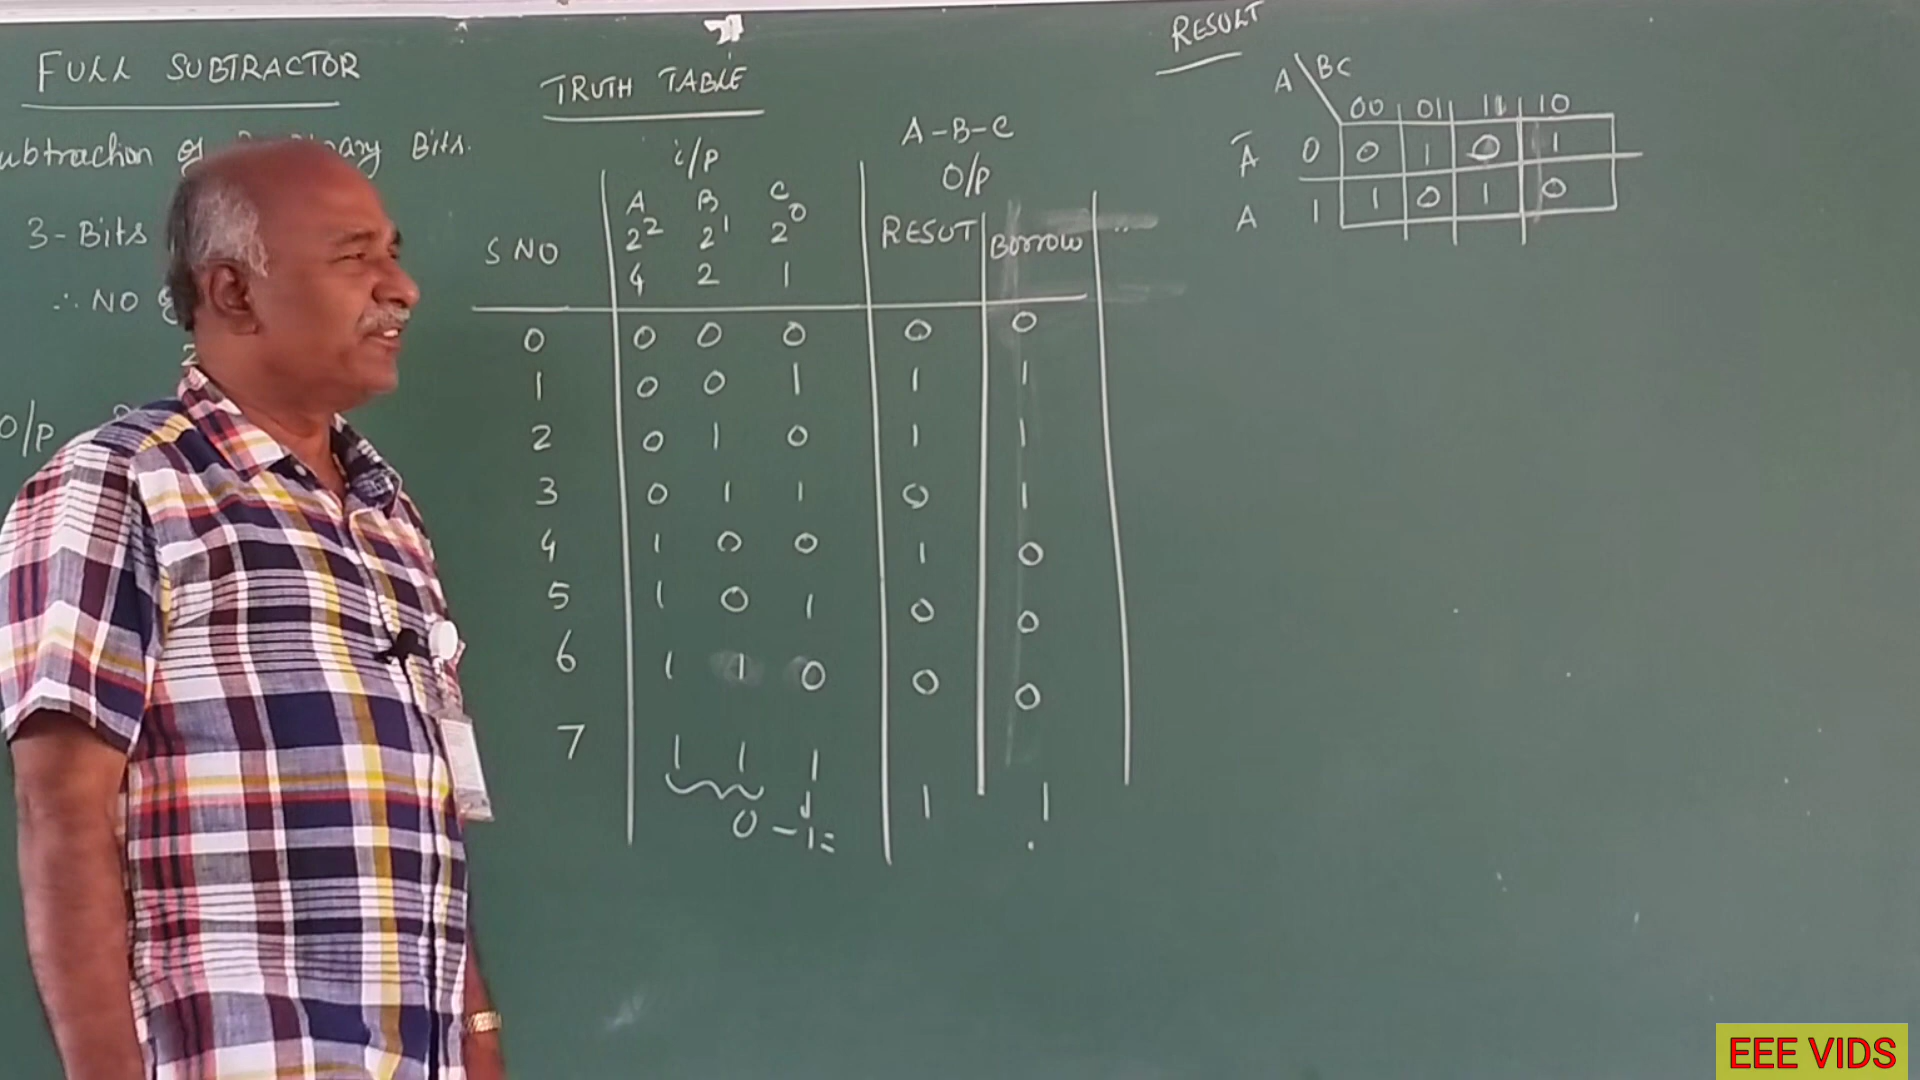 FULL SUBTRACTOR
ubtraction of ary Bits.
3-Bits
∴ NO
2
O/P
TRUTH TABLE
i/p
A-B-C
O/P
A B C
2² 2¹ 2⁰
S NO 4 2 1 RESUT Borrow
0 0 0 0 0 0
1 0 0 1 1 1
2 0 1 0 1 1
3 0 1 1 0 1
4 1 0 0 1 0
5 1 0 1 0 0
6 1 1 0 0 0
7 1 1 1 1 1
0 - 1 =
RESULT
A \ BC
00 01 11 10
Ā 0 0 1 0 1
A 1 1 0 1 0
EEE VIDS